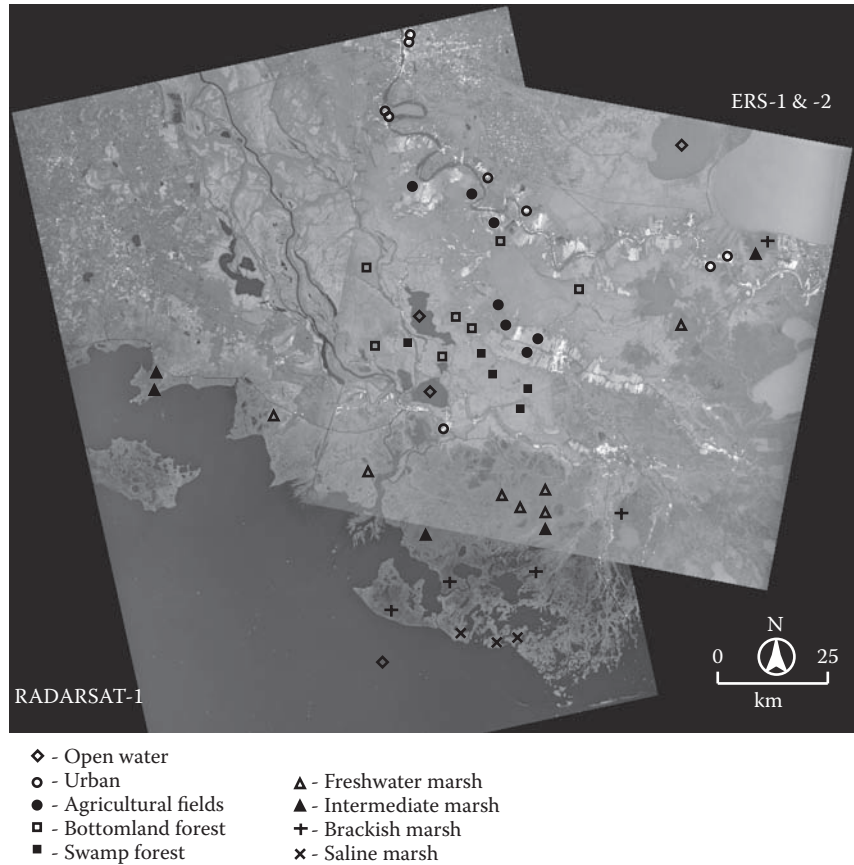 ERS-1 & -2
N
0 25
km
RADARSAT-1
- Open water
- Urban
- Agricultural fields
- Bottomland forest
- Swamp forest
- Freshwater marsh
- Intermediate marsh
- Brackish marsh
- Saline marsh